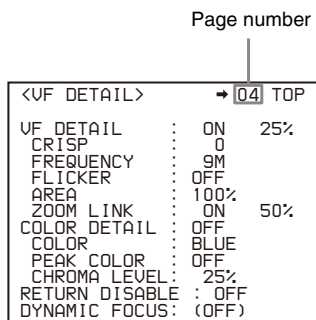 Page number
<VF DETAIL> ➡ 04 TOP
VF DETAIL : ON 25%
CRISP : 0
FREQUENCY : 9M
FLICKER : OFF
AREA : 100%
ZOOM LINK : ON 50%
COLOR DETAIL : OFF
COLOR : BLUE
PEAK COLOR : OFF
CHROMA LEVEL: 25%
RETURN DISABLE : OFF
DYNAMIC FOCUS: (OFF)